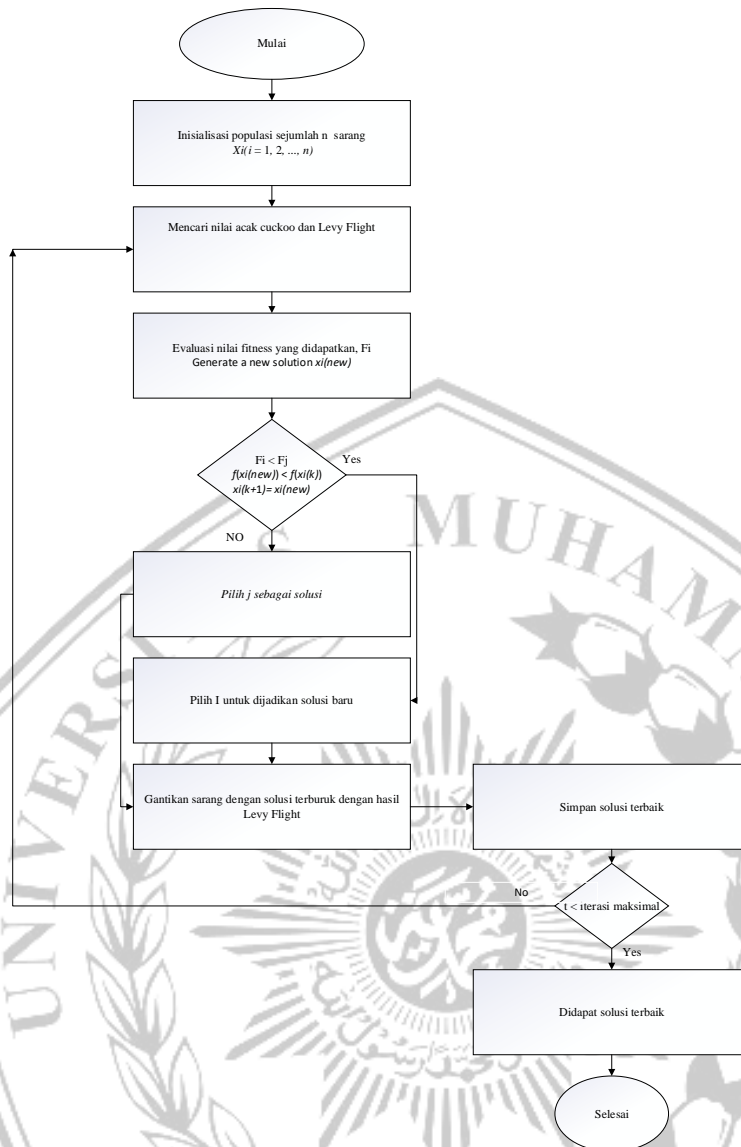 Mulai
Inisialisasi populasi sejumlah n sarang
Xi(i = 1, 2, ..., n)
Mencari nilai acak cuckoo dan Levy Flight
Evaluasi nilai fitness yang didapatkan, Fi
Generate a new solution xi(new)
Fi < Fj
f(xi(new)) < f(xi(k))
xi(k+1)= xi(new)
Yes
NO
Pilih j sebagai solusi
Pilih I untuk dijadikan solusi baru
Gantikan sarang dengan solusi terburuk dengan hasil
Levy Flight
Simpan solusi terbaik
No
t < iterasi maksimal
Yes
Didapat solusi terbaik
Selesai
UNIVERSI
S MUHAM